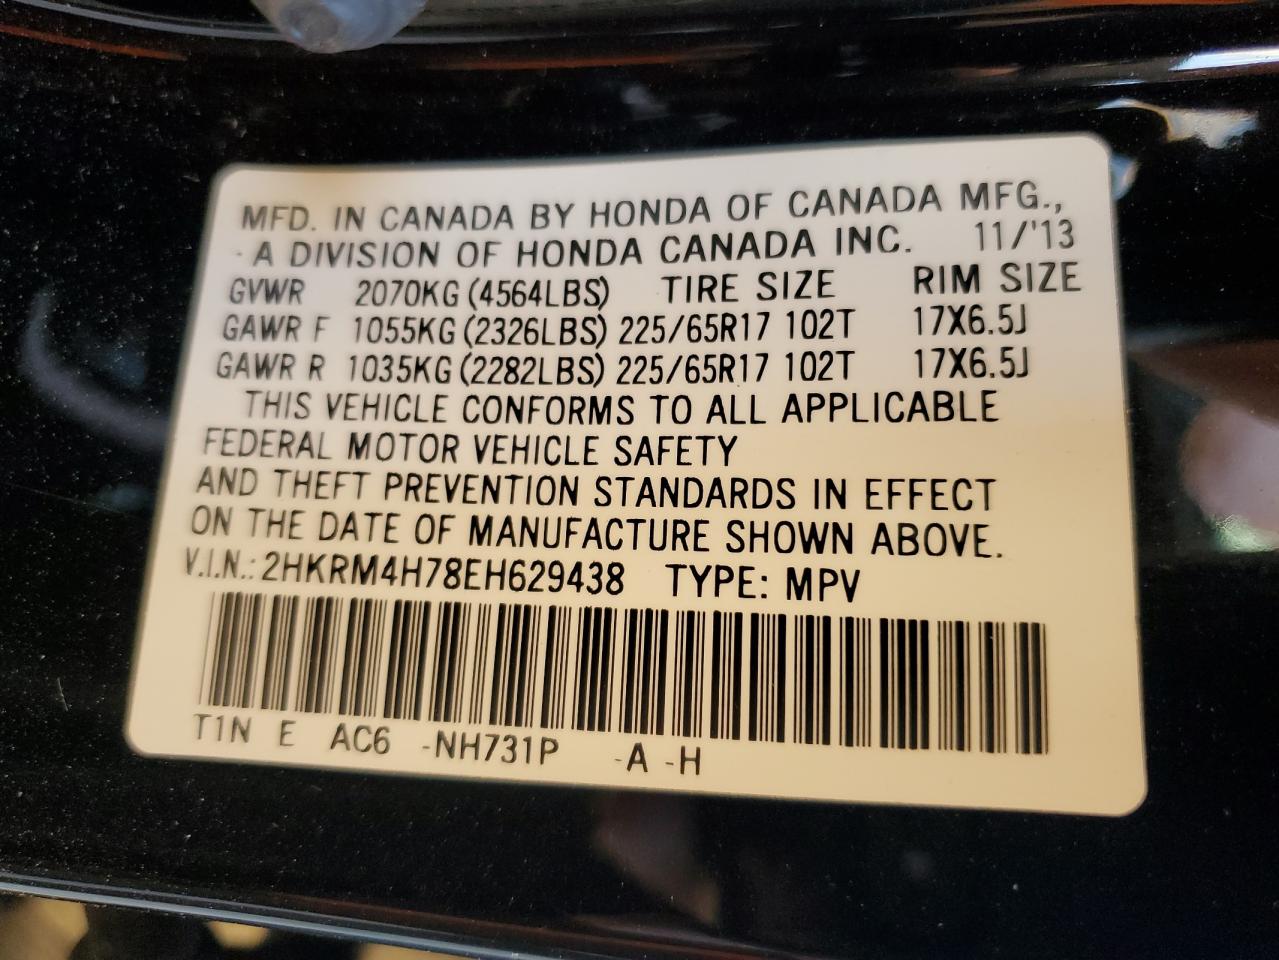 MFD. IN CANADA BY HONDA OF CANADA MFG.,
A DIVISION OF HONDA CANADA INC. 11/'13
GVWR 2070KG (4564LBS) TIRE SIZE RIM SIZE
GAWR F 1055KG (2326LBS) 225/65R17 102T 17X6.5J
GAWR R 1035KG (2282LBS) 225/65R17 102T 17X6.5J
THIS VEHICLE CONFORMS TO ALL APPLICABLE
FEDERAL MOTOR VEHICLE SAFETY
AND THEFT PREVENTION STANDARDS IN EFFECT
ON THE DATE OF MANUFACTURE SHOWN ABOVE.
V.I.N.: 2HKRM4H78EH629438 TYPE: MPV
T1N E AC6 -NH731P -A -H